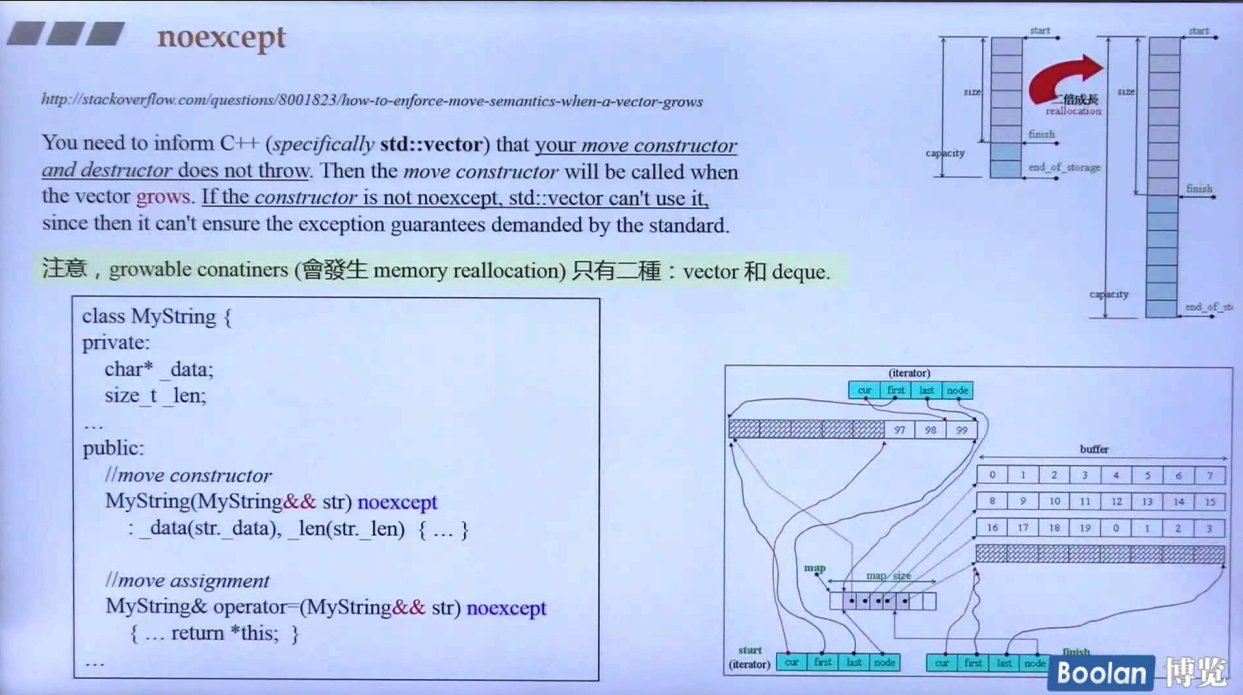 noexcept
http://stackoverflow.com/questions/8001823/how-to-enforce-move-semantics-when-a-vector-grows
You need to inform C++ (specifically std::vector) that your move constructor
and destructor does not throw. Then the move constructor will be called when
the vector grows. If the constructor is not noexcept, std::vector can't use it,
since then it can't ensure the exception guarantees demanded by the standard.
注意，growable conatiners (會發生 memory reallocation) 只有二種：vector 和 deque.
class MyString {
private:
char* _data;
size_t _len;
...
public:
//move constructor
MyString(MyString&& str) noexcept
: _data(str._data), _len(str._len) { ... }
//move assignment
MyString& operator=(MyString&& str) noexcept
{ ... return *this; }
...
start
size
finish
capacity
end_of_storage
二倍成長
reallocation
start
size
finish
capacity
end_of_st
(iterator)
cur first last node
97 98 99
buffer
0 1 2 3 4 5 6 7
8 9 10 11 12 13 14 15
16 17 18 19 0 1 2 3
map
map_size
start
(iterator)
cur first last node
finish
cur first last node
Boolan 博览